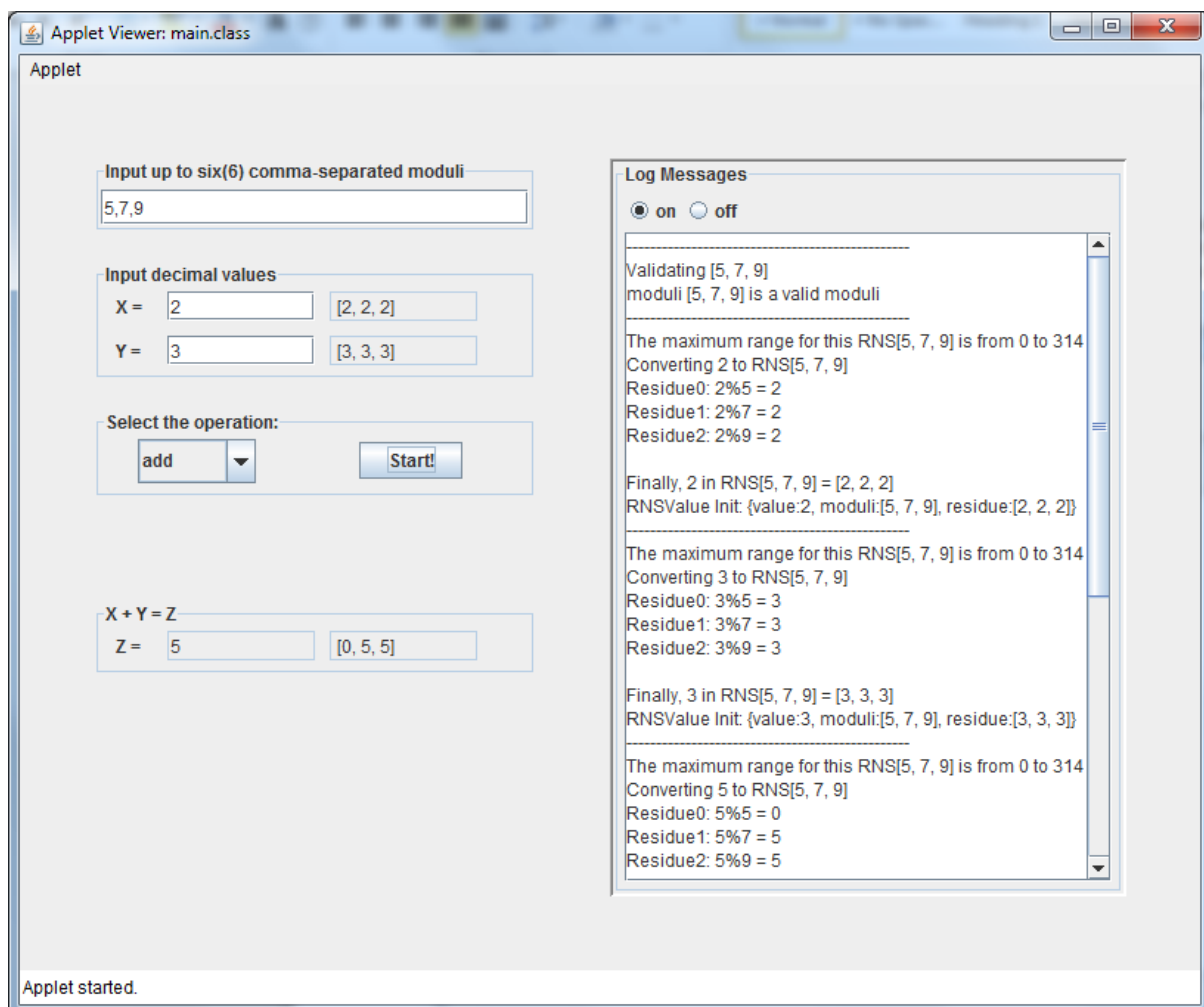 Applet Viewer: main.class
Applet
Input up to six(6) comma-separated moduli
5,7,9
Input decimal values
X = 2 [2, 2, 2]
Y = 3 [3, 3, 3]
Select the operation:
add Start!
X + Y = Z
Z = 5 [0, 5, 5]
Log Messages
on off
------------------------------------------------
Validating [5, 7, 9]
moduli [5, 7, 9] is a valid moduli
------------------------------------------------
The maximum range for this RNS[5, 7, 9] is from 0 to 314
Converting 2 to RNS[5, 7, 9]
Residue0: 2%5 = 2
Residue1: 2%7 = 2
Residue2: 2%9 = 2
Finally, 2 in RNS[5, 7, 9] = [2, 2, 2]
RNSValue Init: {value:2, moduli:[5, 7, 9], residue:[2, 2, 2]}
------------------------------------------------
The maximum range for this RNS[5, 7, 9] is from 0 to 314
Converting 3 to RNS[5, 7, 9]
Residue0: 3%5 = 3
Residue1: 3%7 = 3
Residue2: 3%9 = 3
Finally, 3 in RNS[5, 7, 9] = [3, 3, 3]
RNSValue Init: {value:3, moduli:[5, 7, 9], residue:[3, 3, 3]}
------------------------------------------------
The maximum range for this RNS[5, 7, 9] is from 0 to 314
Converting 5 to RNS[5, 7, 9]
Residue0: 5%5 = 0
Residue1: 5%7 = 5
Residue2: 5%9 = 5
Applet started.